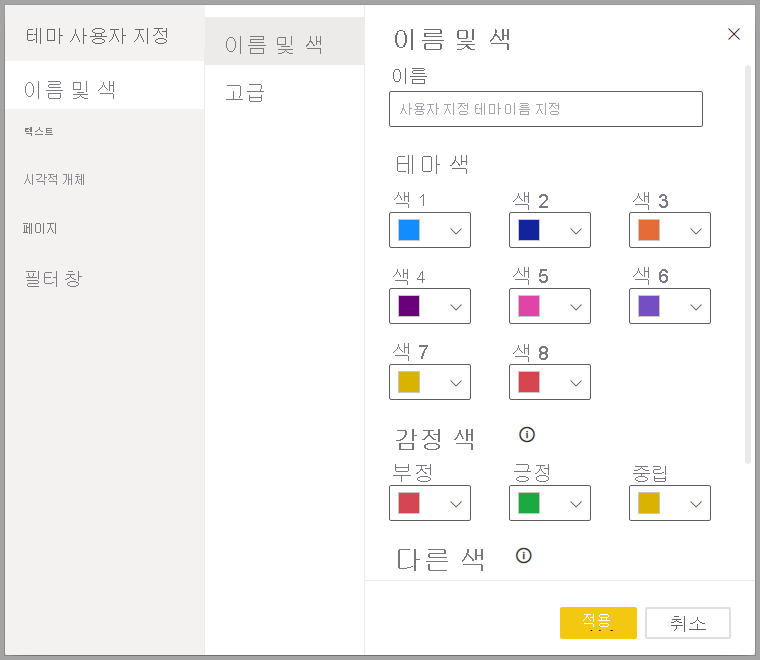 테마 사용자 지정
이름 및 색
텍스트
시각적 개체
페이지
필터 창
이름 및 색
고급
이름 및 색
이름
사용자 지정 테마 이름 지정
테마 색
색 1 색 2 색 3
색 4 색 5 색 6
색 7 색 8
감정 색
부정 긍정 중립
다른 색
적용 취소